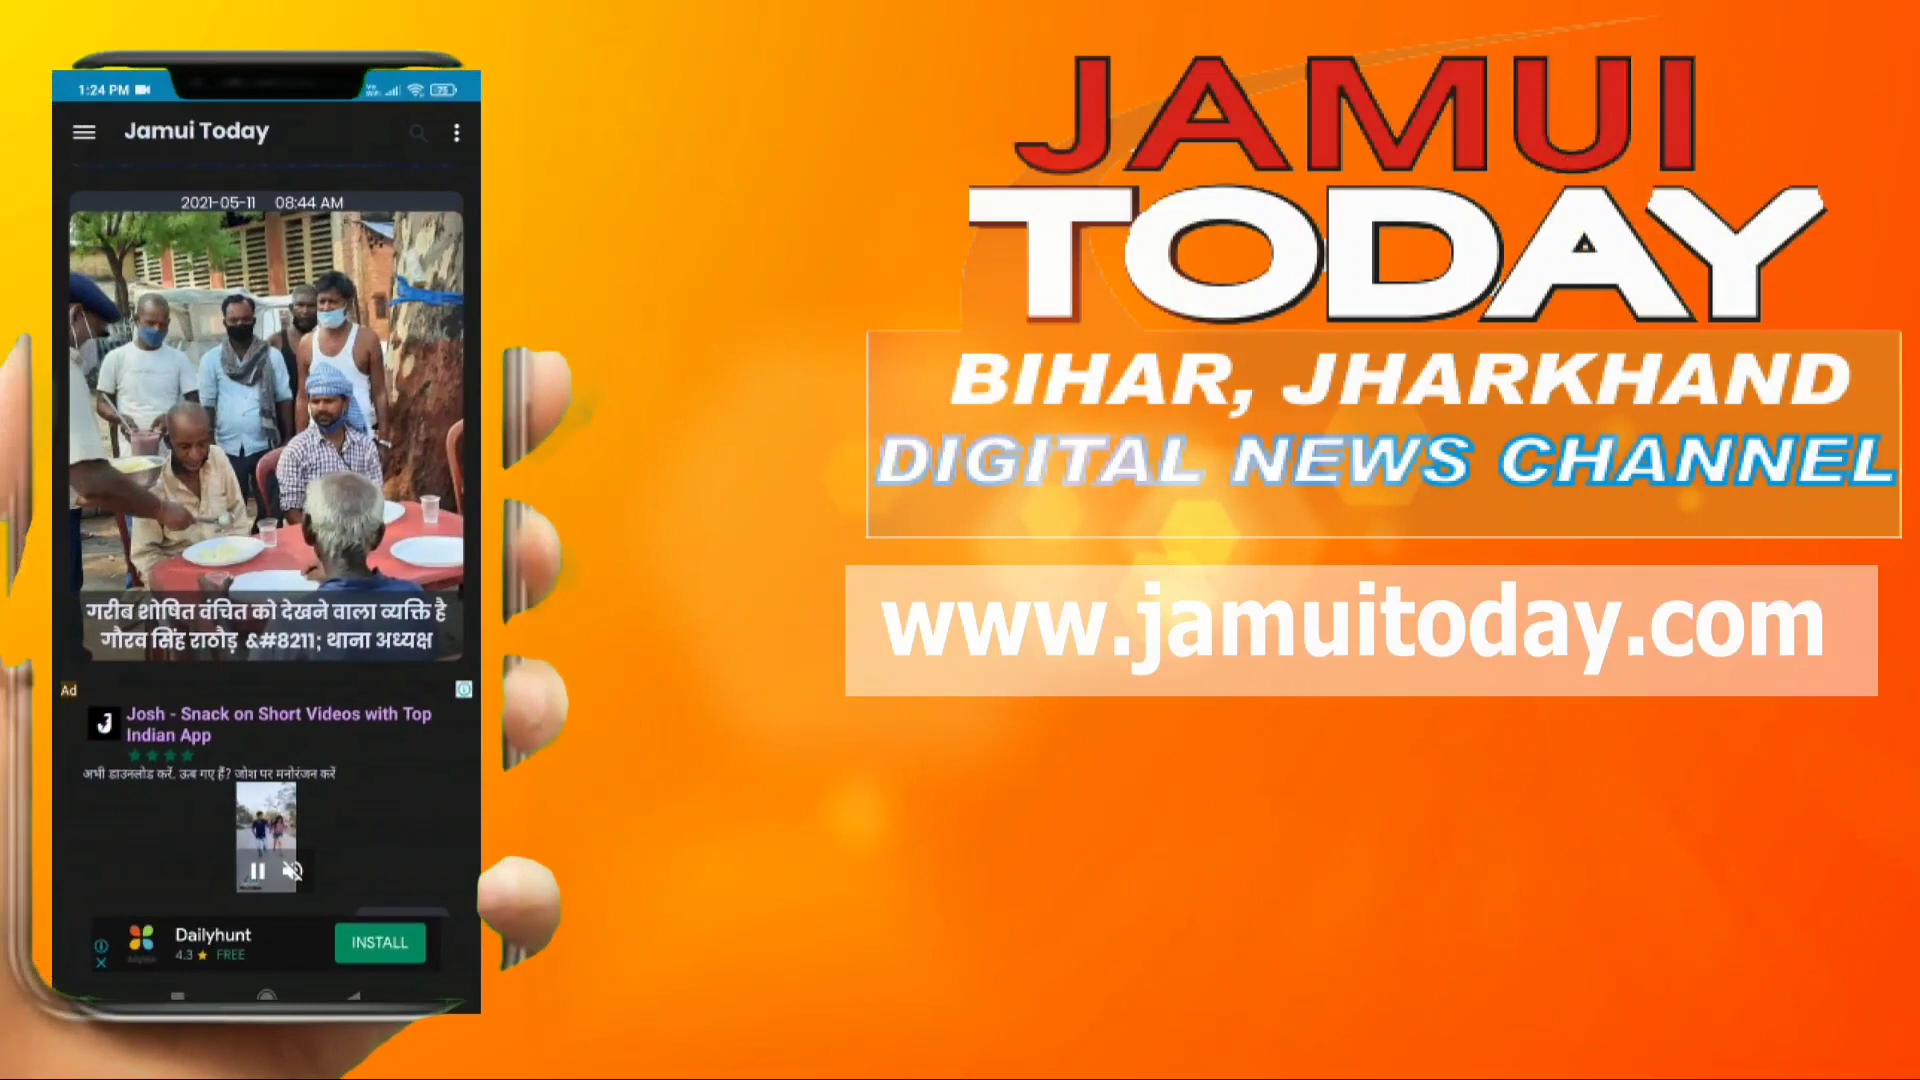 1:24 PM
75
Jamui Today
2021-05-11 08:44 AM
गरीब शोषित वंचित को देखने वाला व्यक्ति है
गौरव सिंह राठौड़ &#8211; थाना अध्यक्ष
Ad
Josh - Snack on Short Videos with Top
Indian App
अभी डाउनलोड करें. ऊब गए हैं? जोश पर मनोरंजन करें
Dailyhunt
4.3 ★ FREE
INSTALL
JAMUI
TODAY
BIHAR, JHARKHAND
DIGITAL NEWS CHANNEL
www.jamuitoday.com